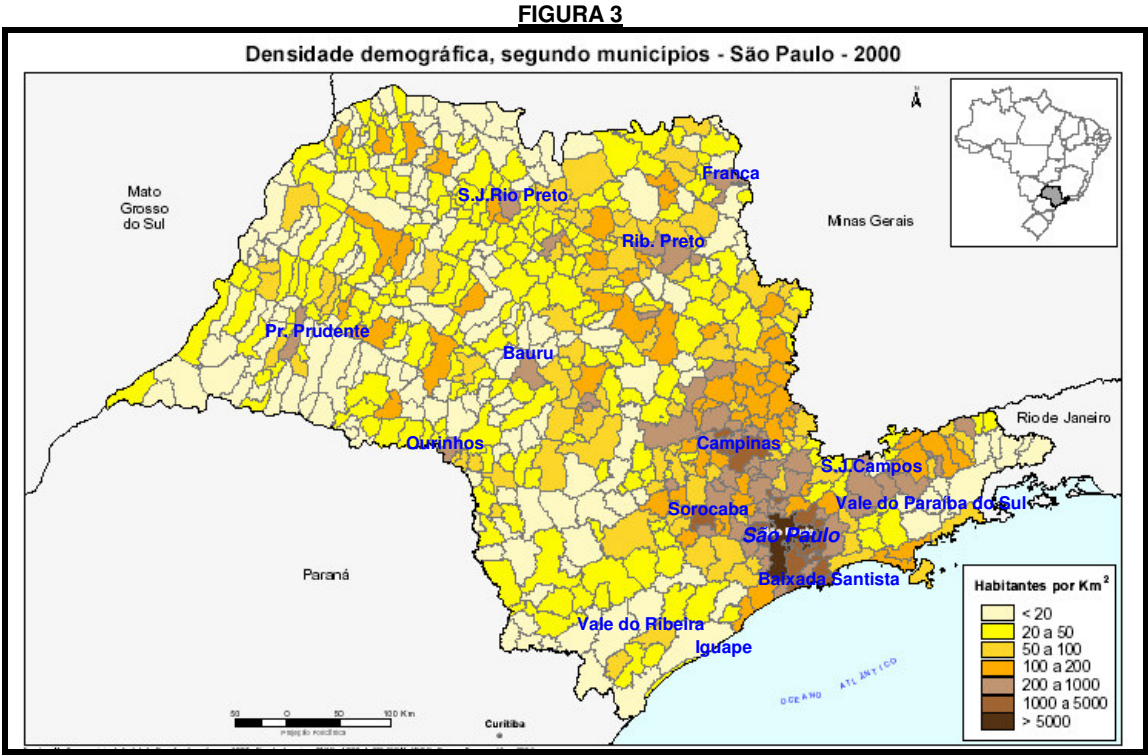 FIGURA 3
Densidade demográfica, segundo municípios - São Paulo - 2000
N
Mato
Grosso
do Sul
S.J.Rio Preto
França
Minas Gerais
Rib. Preto
Pr. Prudente
Bauru
Ourinhos
Campinas
Rio de Janeiro
S.J.Campos
Sorocaba
Vale do Paraíba do Sul
São Paulo
Paraná
Baixada Santista
Vale do Ribeira
Iguape
OCEANO ATLÂNTICO
Habitantes por Km²
< 20
20 a 50
50 a 100
100 a 200
200 a 1000
1000 a 5000
> 5000
50 0 50 100 Km
Curitiba